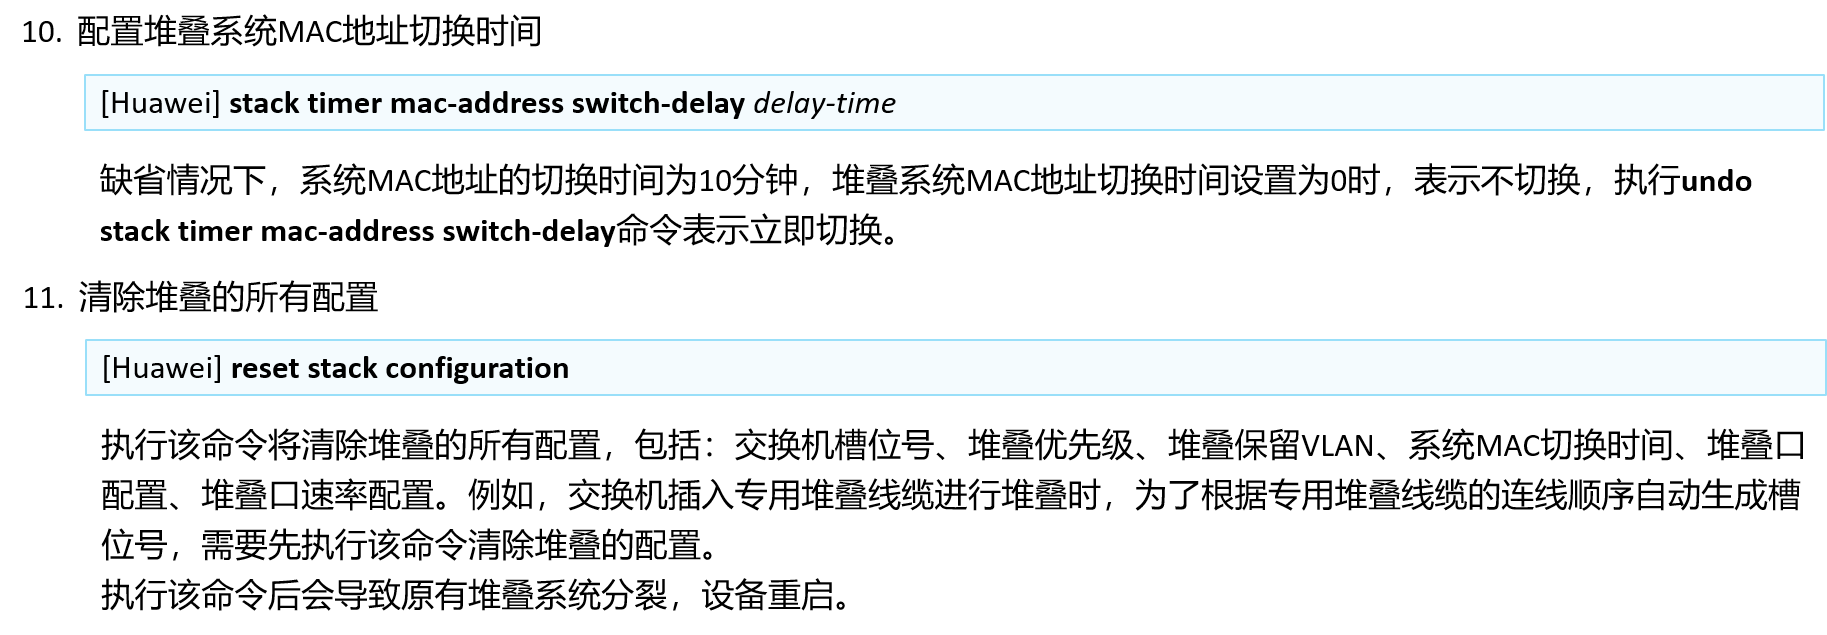 10. 配置堆叠系统MAC地址切换时间
[Huawei] stack timer mac-address switch-delay delay-time
缺省情况下，系统MAC地址的切换时间为10分钟，堆叠系统MAC地址切换时间设置为0时，表示不切换，执行undo
stack timer mac-address switch-delay命令表示立即切换。
11. 清除堆叠的所有配置
[Huawei] reset stack configuration
执行该命令将清除堆叠的所有配置，包括：交换机槽位号、堆叠优先级、堆叠保留VLAN、系统MAC切换时间、堆叠口
配置、堆叠口速率配置。例如，交换机插入专用堆叠线缆进行堆叠时，为了根据专用堆叠线缆的连线顺序自动生成槽
位号，需要先执行该命令清除堆叠的配置。
执行该命令后会导致原有堆叠系统分裂，设备重启。